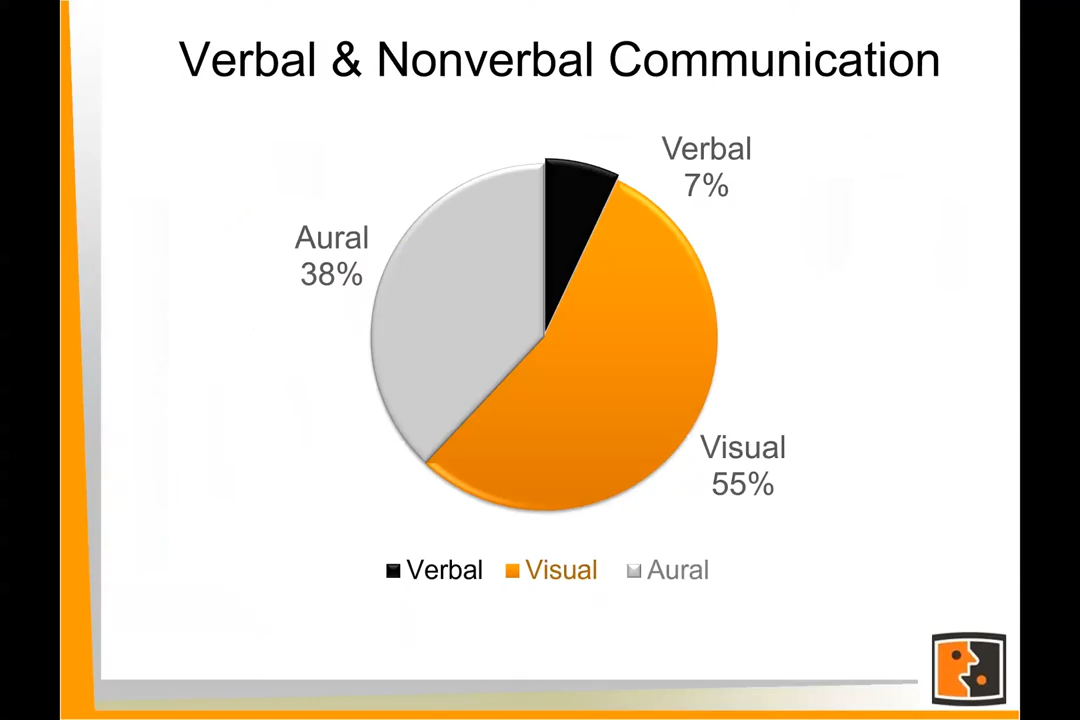 Verbal & Nonverbal Communication
Verbal
7%
Aural
38%
Visual
55%
Verbal Visual Aural